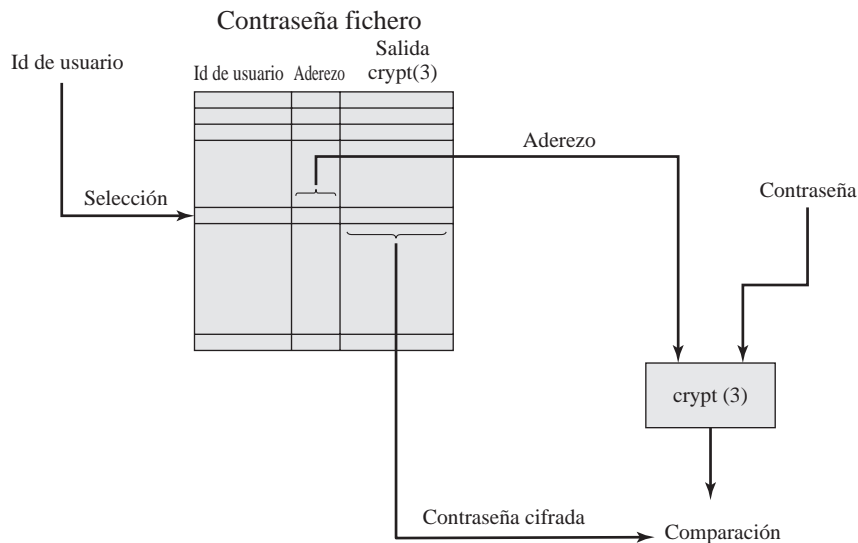 Contraseña fichero
Salida
Id de usuario
Id de usuario Aderezo crypt(3)
Aderezo
Selección
Contraseña
crypt (3)
Contraseña cifrada
Comparación